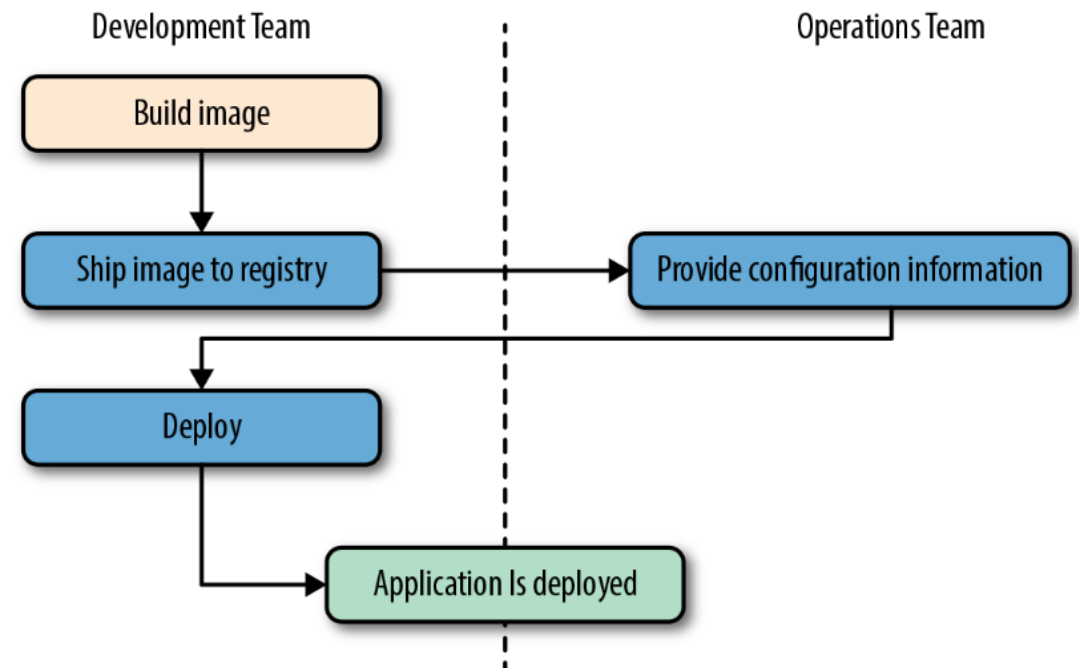 Development Team
Operations Team
Build image
Ship image to registry
Provide configuration information
Deploy
Application Is deployed